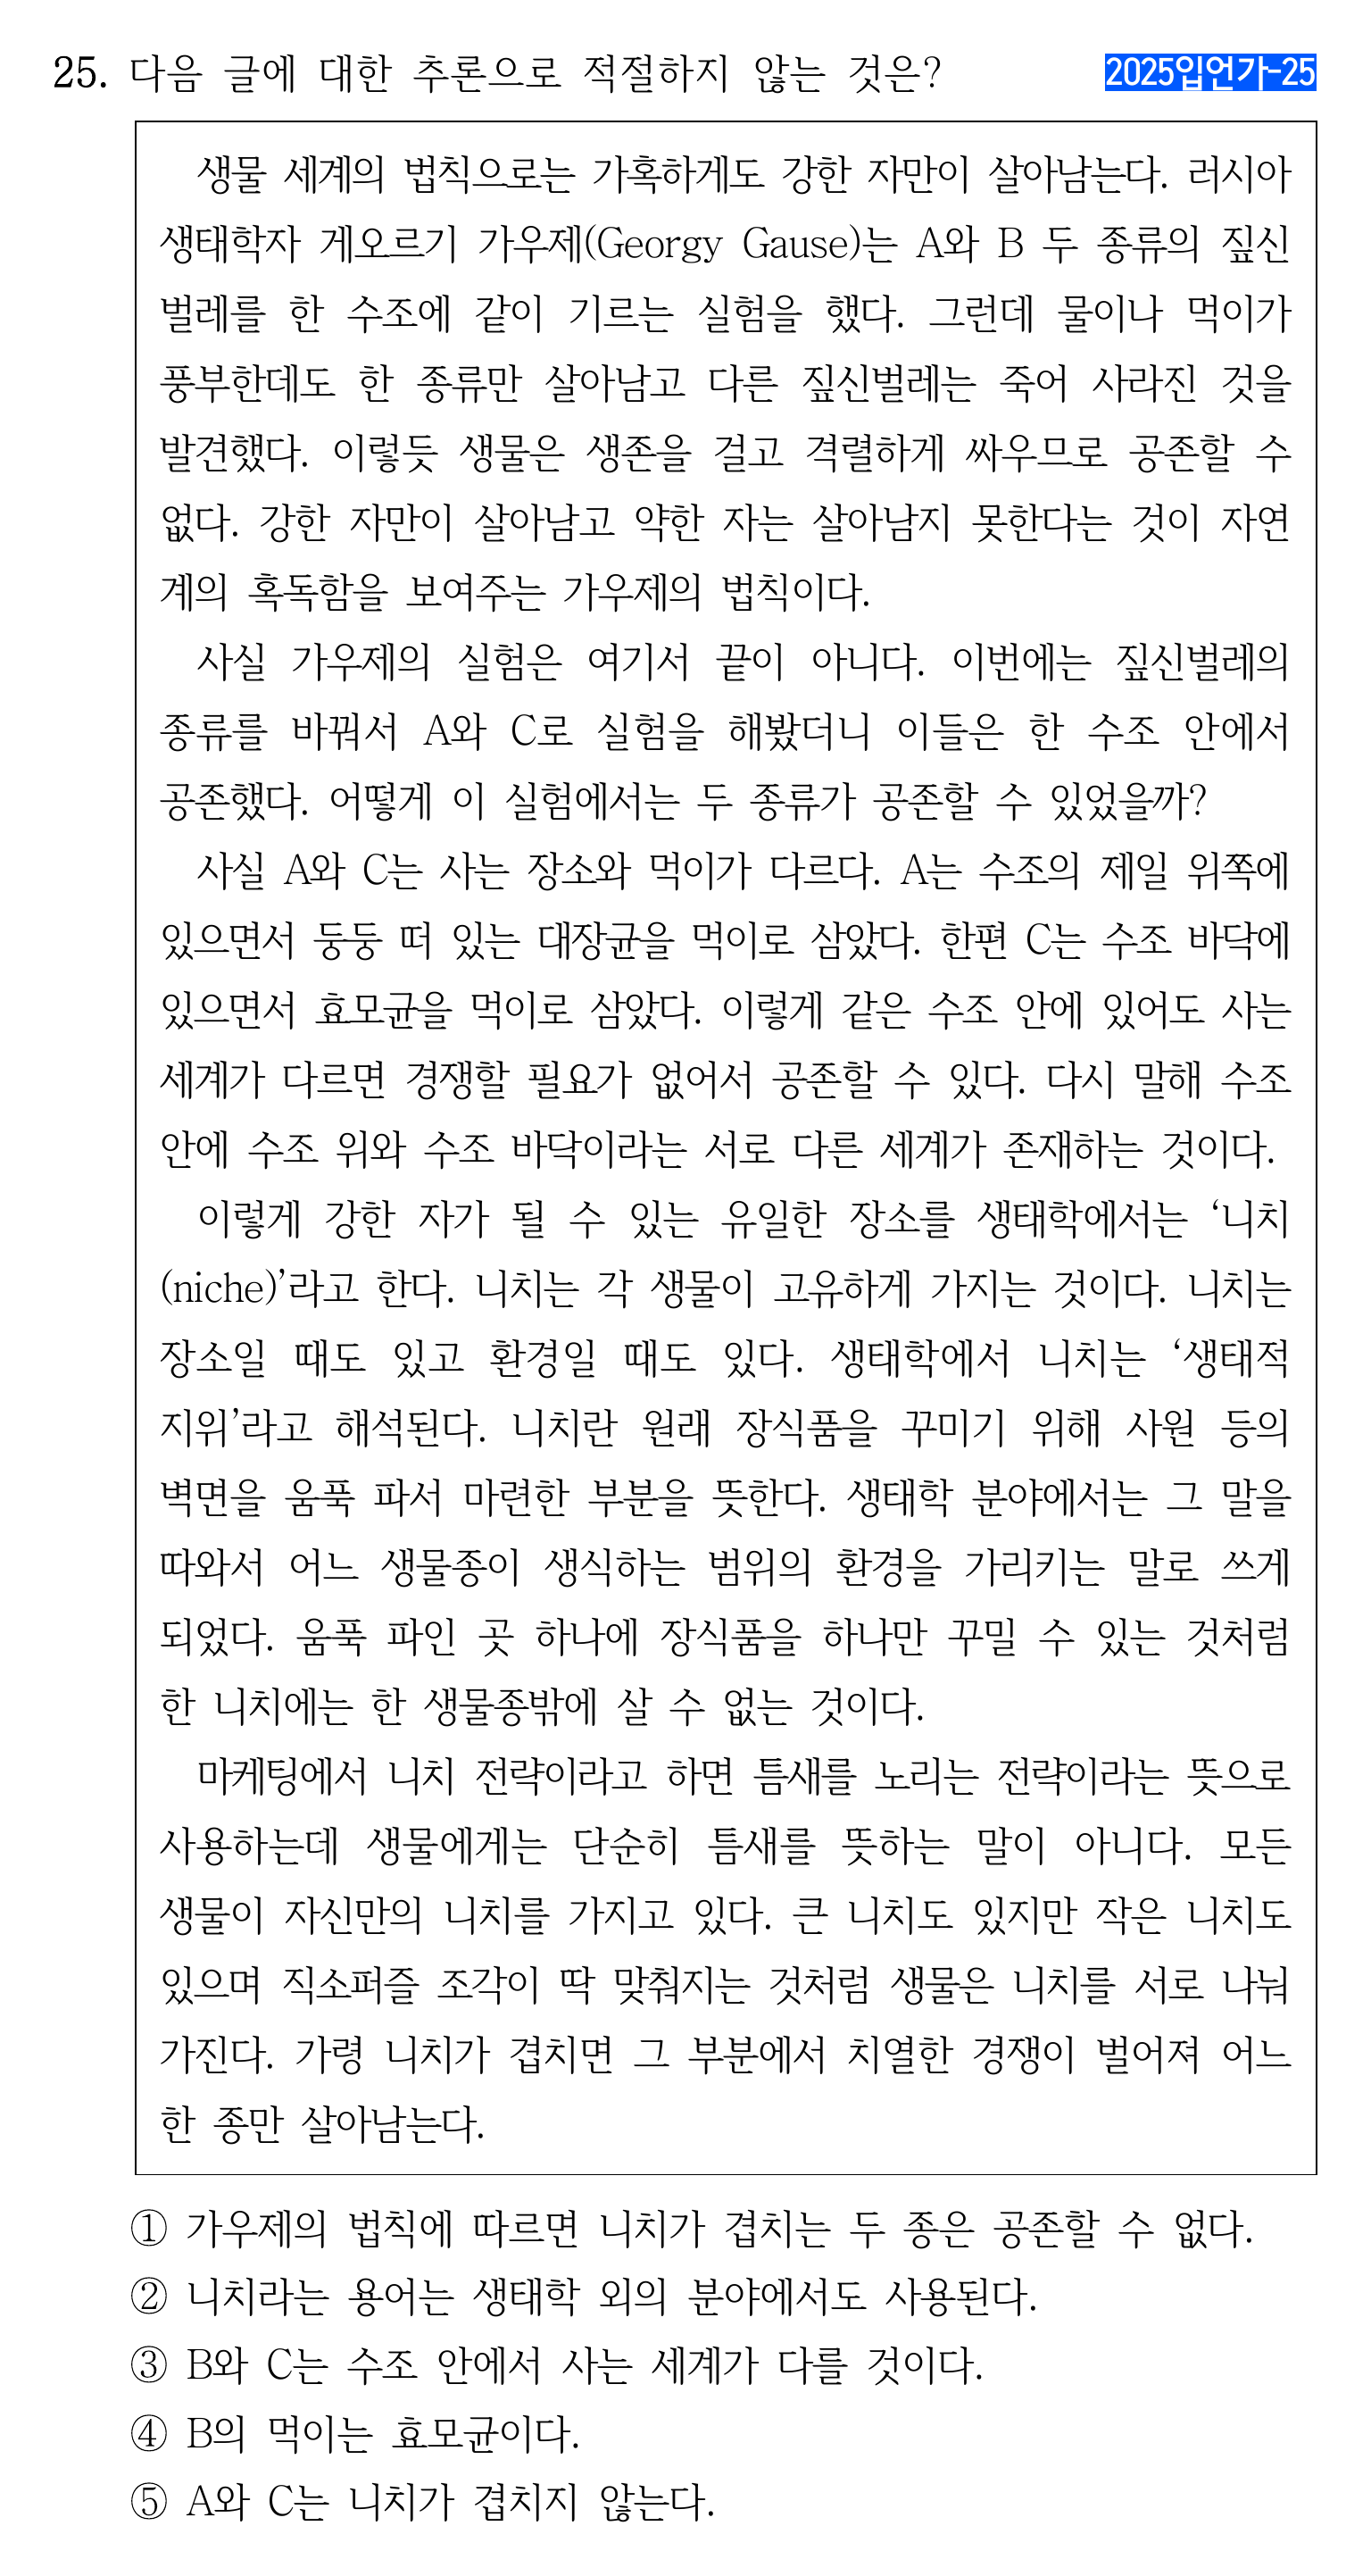 25. 다음 글에 대한 추론으로 적절하지 않는 것은?
2025입언가-25
생물 세계의 법칙으로는 가혹하게도 강한 자만이 살아남는다. 러시아
생태학자 게오르기 가우제(Georgy Gause)는 A와 B 두 종류의 짚신
벌레를 한 수조에 같이 기르는 실험을 했다. 그런데 물이나 먹이가
풍부한데도 한 종류만 살아남고 다른 짚신벌레는 죽어 사라진 것을
발견했다. 이렇듯 생물은 생존을 걸고 격렬하게 싸우므로 공존할 수
없다. 강한 자만이 살아남고 약한 자는 살아남지 못한다는 것이 자연
계의 혹독함을 보여주는 가우제의 법칙이다.
사실 가우제의 실험은 여기서 끝이 아니다. 이번에는 짚신벌레의
종류를 바꿔서 A와 C로 실험을 해봤더니 이들은 한 수조 안에서
공존했다. 어떻게 이 실험에서는 두 종류가 공존할 수 있었을까?
사실 A와 C는 사는 장소와 먹이가 다르다. A는 수조의 제일 위쪽에
있으면서 둥둥 떠 있는 대장균을 먹이로 삼았다. 한편 C는 수조 바닥에
있으면서 효모균을 먹이로 삼았다. 이렇게 같은 수조 안에 있어도 사는
세계가 다르면 경쟁할 필요가 없어서 공존할 수 있다. 다시 말해 수조
안에 수조 위와 수조 바닥이라는 서로 다른 세계가 존재하는 것이다.
이렇게 강한 자가 될 수 있는 유일한 장소를 생태학에서는 ‘니치
(niche)’라고 한다. 니치는 각 생물이 고유하게 가지는 것이다. 니치는
장소일 때도 있고 환경일 때도 있다. 생태학에서 니치는 ‘생태적
지위’라고 해석된다. 니치란 원래 장식품을 꾸미기 위해 사원 등의
벽면을 움푹 파서 마련한 부분을 뜻한다. 생태학 분야에서는 그 말을
따와서 어느 생물종이 생식하는 범위의 환경을 가리키는 말로 쓰게
되었다. 움푹 파인 곳 하나에 장식품을 하나만 꾸밀 수 있는 것처럼
한 니치에는 한 생물종밖에 살 수 없는 것이다.
마케팅에서 니치 전략이라고 하면 틈새를 노리는 전략이라는 뜻으로
사용하는데 생물에게는 단순히 틈새를 뜻하는 말이 아니다. 모든
생물이 자신만의 니치를 가지고 있다. 큰 니치도 있지만 작은 니치도
있으며 직소퍼즐 조각이 딱 맞춰지는 것처럼 생물은 니치를 서로 나눠
가진다. 가령 니치가 겹치면 그 부분에서 치열한 경쟁이 벌어져 어느
한 종만 살아남는다.
① 가우제의 법칙에 따르면 니치가 겹치는 두 종은 공존할 수 없다.
② 니치라는 용어는 생태학 외의 분야에서도 사용된다.
③ B와 C는 수조 안에서 사는 세계가 다를 것이다.
④ B의 먹이는 효모균이다.
⑤ A와 C는 니치가 겹치지 않는다.